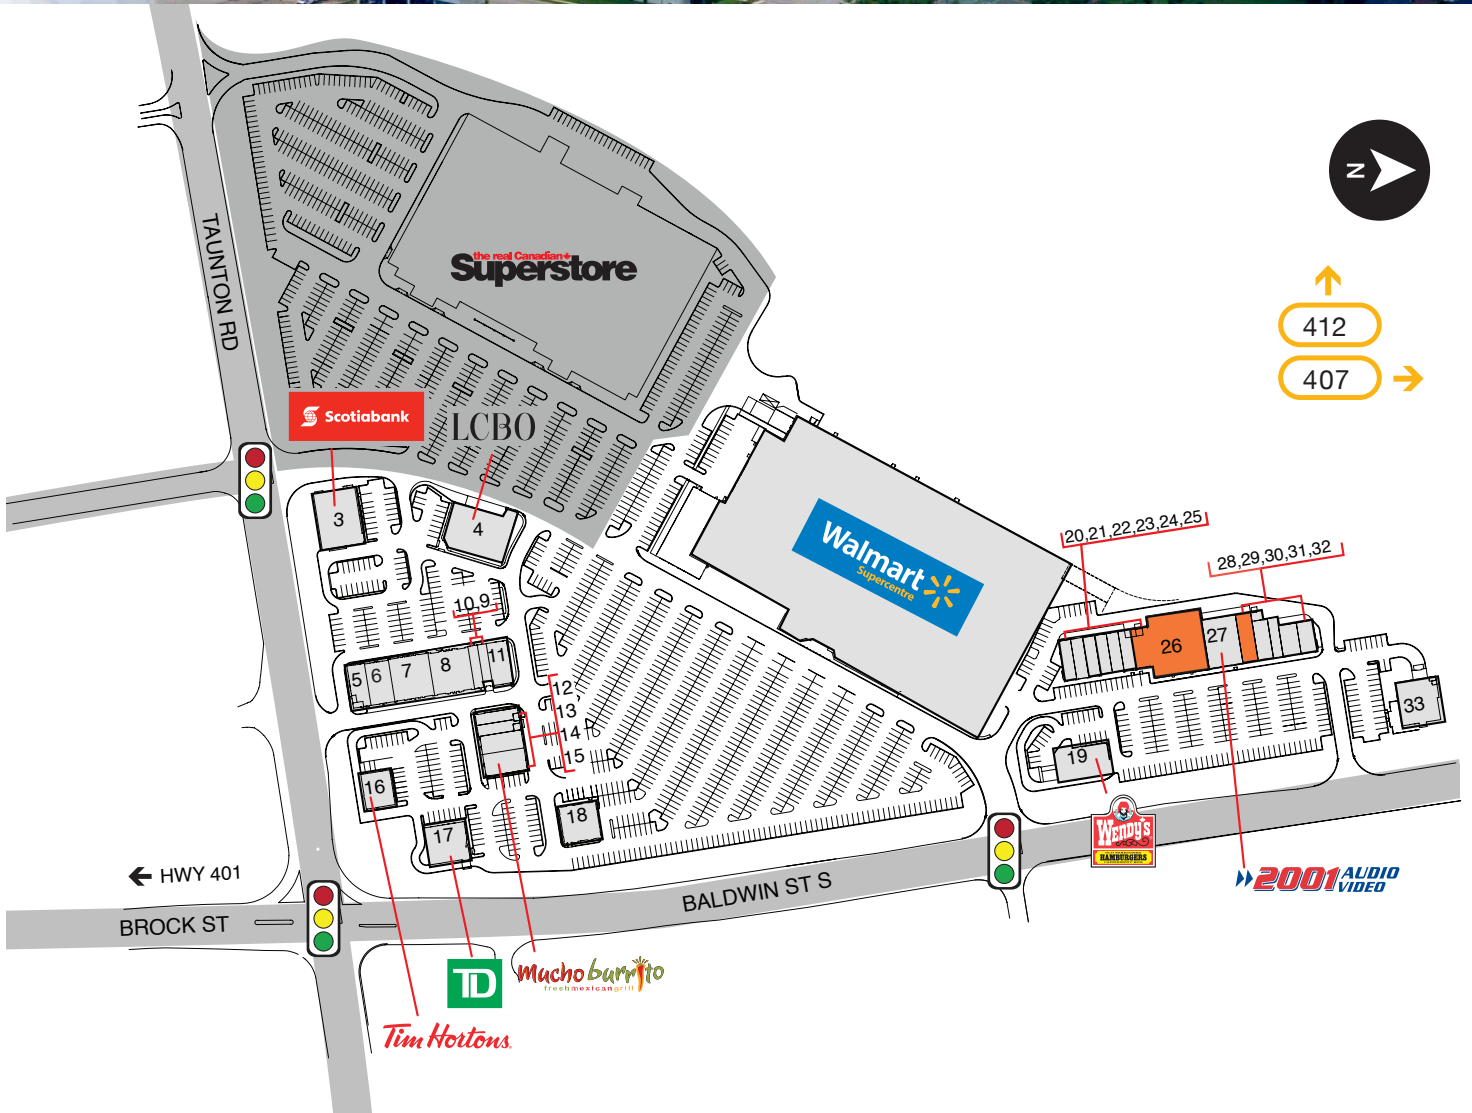 TAUNTON RD
the real Canadian
Superstore
N
412
407
Scotiabank
LCBO
3
4
Walmart
Supercentre
20,21,22,23,24,25
28,29,30,31,32
10,9
5
6
7
8
11
26
27
33
12,
13
14
15
16
17
18
19
Wendy's
OLD FASHIONED
HAMBURGERS
2001 AUDIO
VIDEO
HWY 401
BROCK ST
BALDWIN ST S
TD
Mucho burrito
fresh mexican grill
Tim Hortons